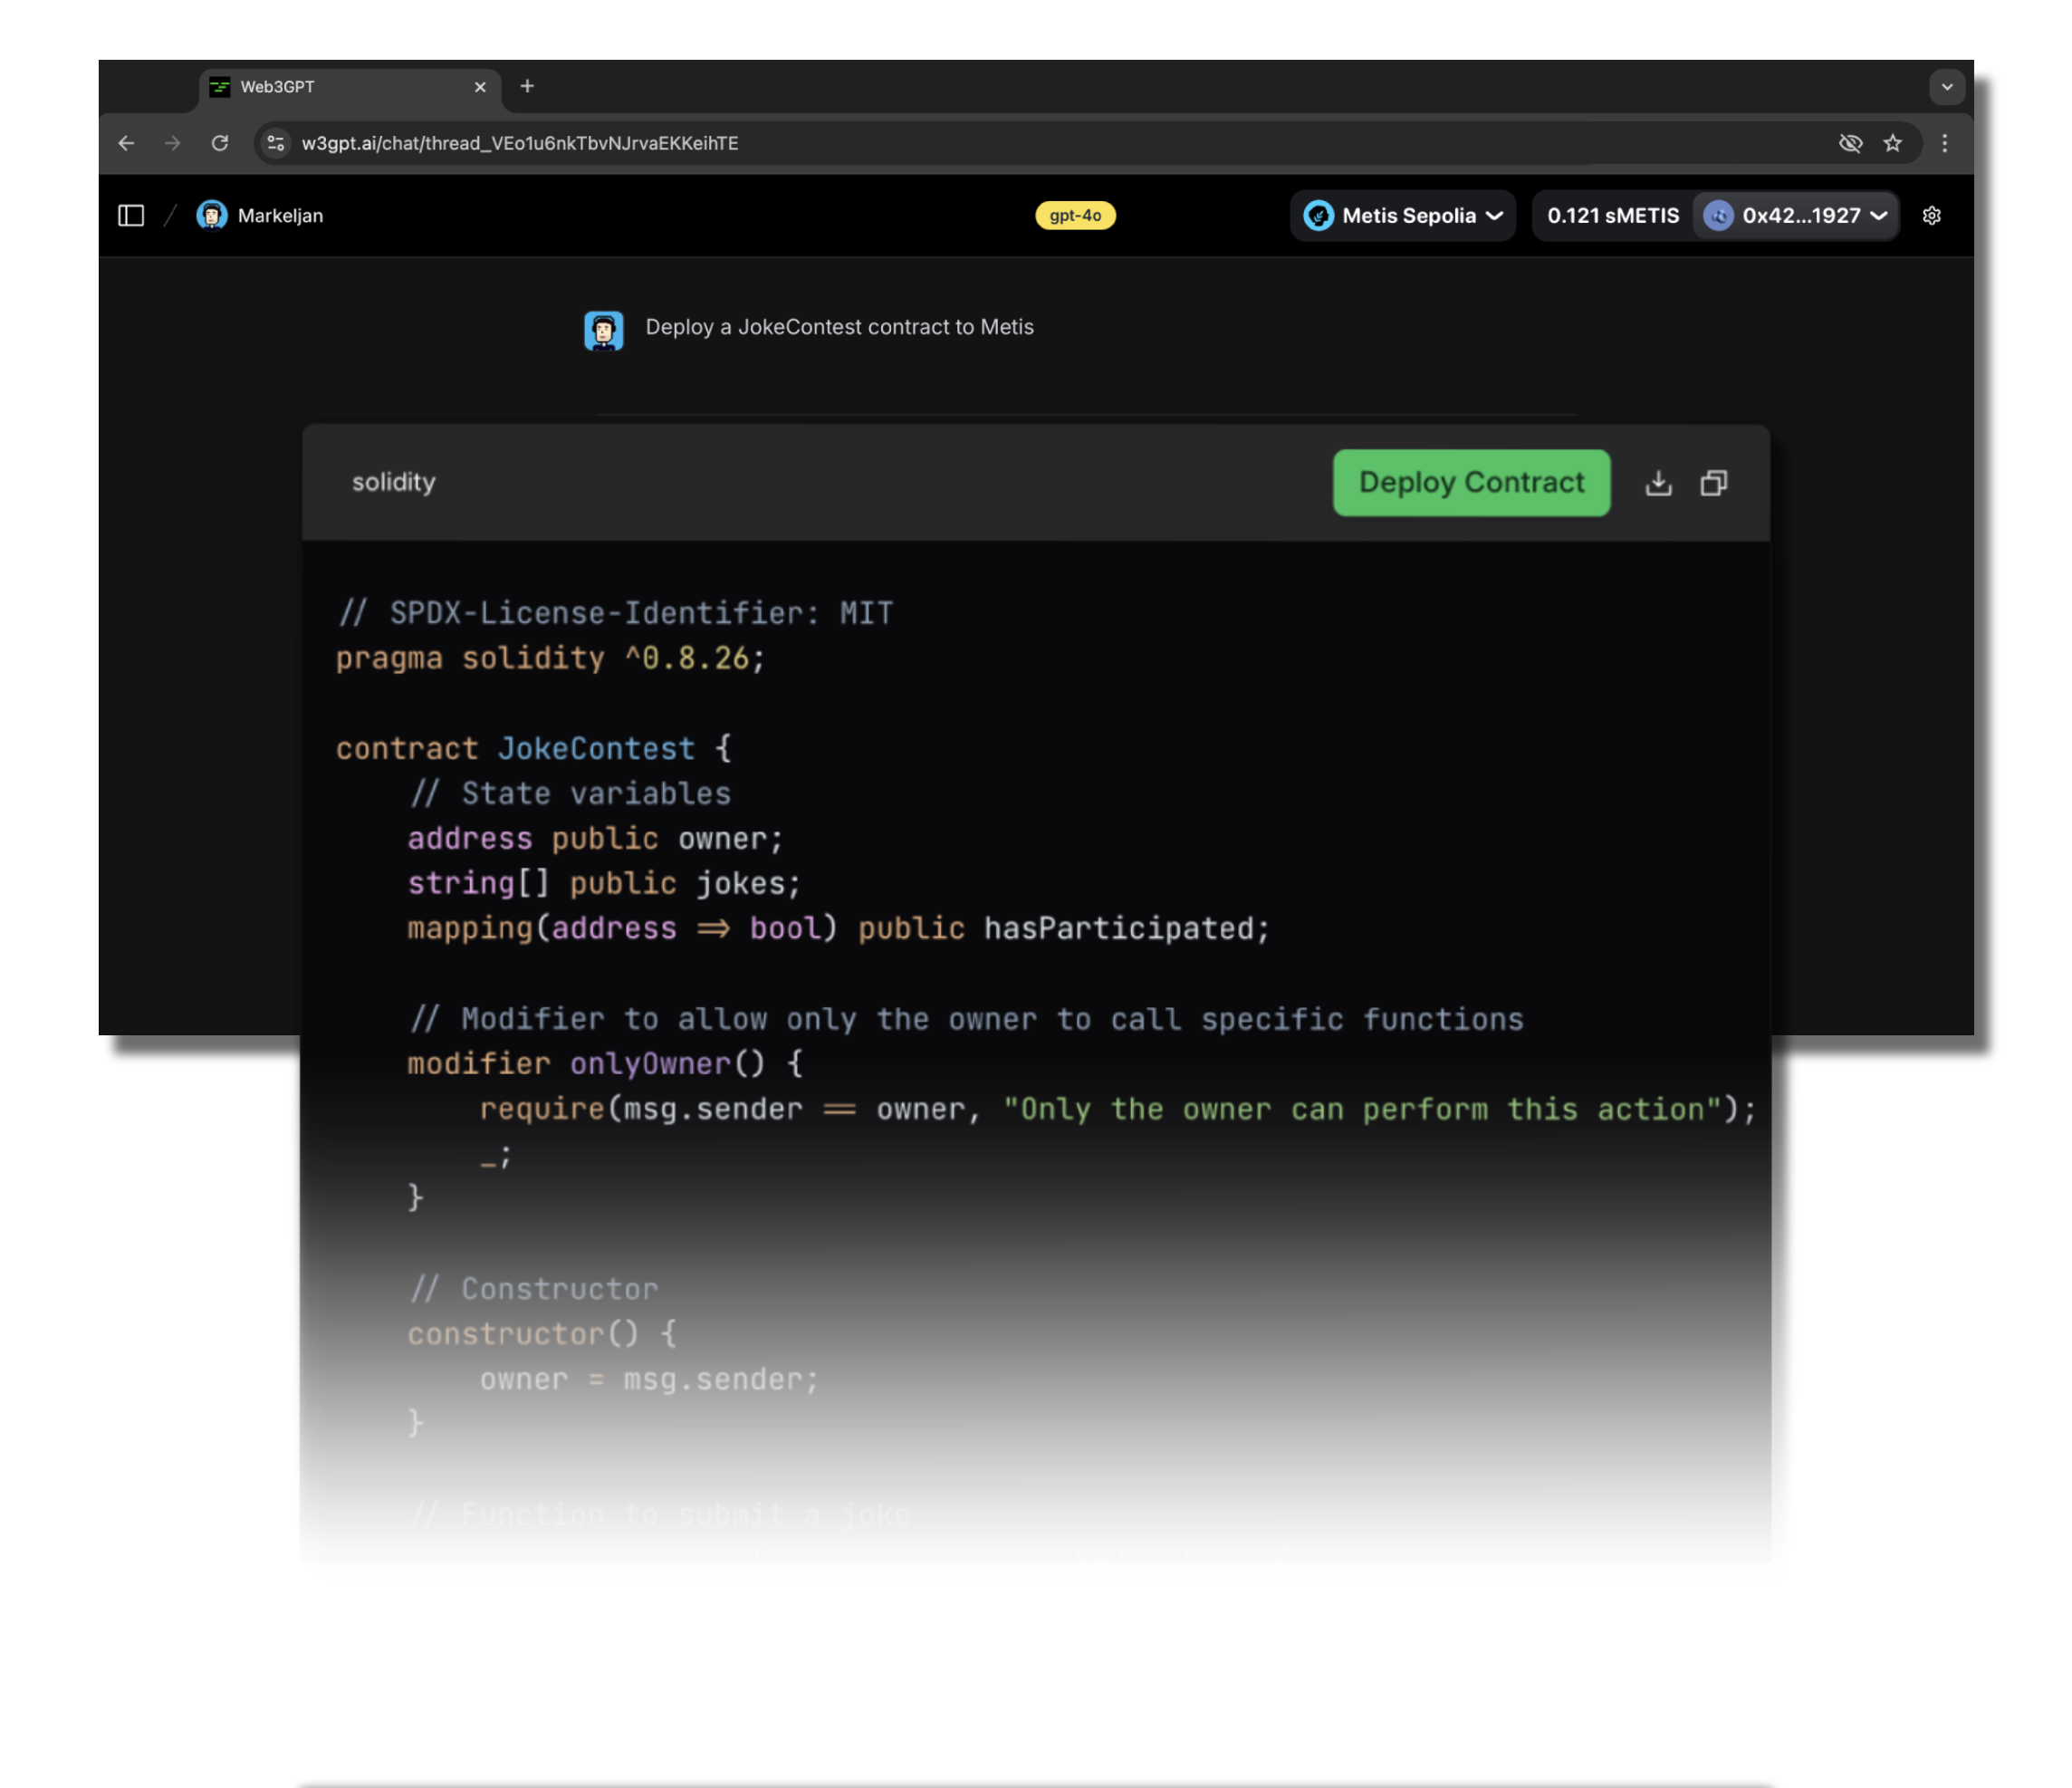 Web3GPT
w3gpt.ai/chat/thread_VEo1u6nkTbvNJrvaEKKeihTE
Markeljan
gpt-4o
Metis Sepolia
0.121 sMETIS
0x42...1927
Deploy a JokeContest contract to Metis
solidity
Deploy Contract
// SPDX-License-Identifier: MIT
pragma solidity ^0.8.26;
contract JokeContest {
// State variables
address public owner;
string[] public jokes;
mapping(address => bool) public hasParticipated;
// Modifier to allow only the owner to call specific functions
modifier onlyOwner() {
require(msg.sender == owner, "Only the owner can perform this action");
_;
}
// Constructor
constructor() {
owner = msg.sender;
}
// Function to submit a joke